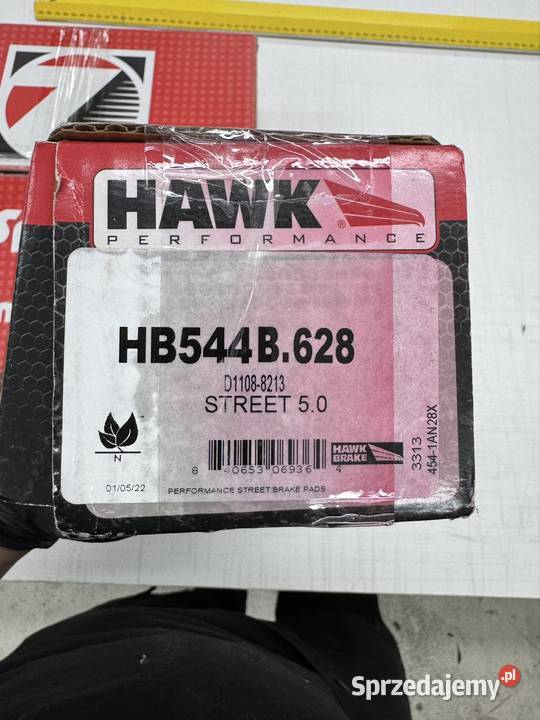 HAWK®
PERFORMANCE
HB544B.628
D1108-8213
STREET 5.0
N
8 40653 06936 4
HAWK
BRAKE
3313
454-1AN28X
01/05/22
PERFORMANCE STREET BRAKE PADS
Sprzedajemy.pl